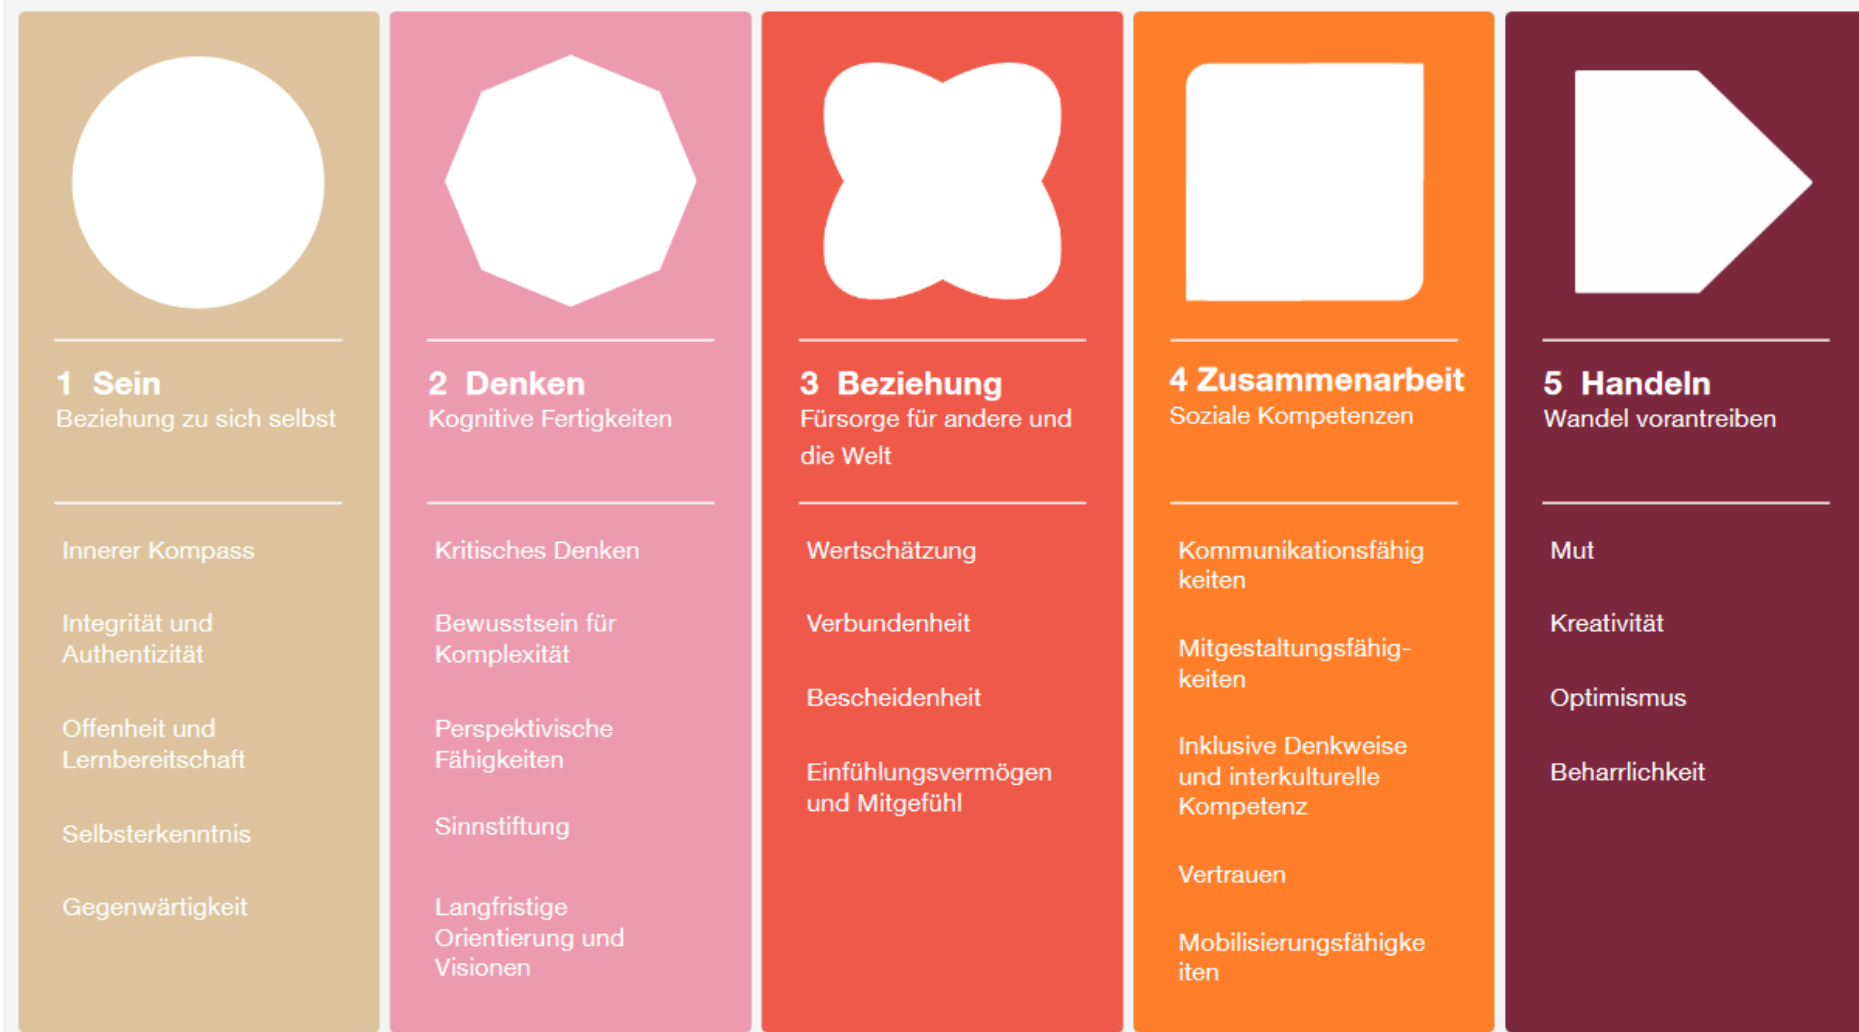 1 Sein
Beziehung zu sich selbst
Innerer Kompass
Integrität und
Authentizität
Offenheit und
Lernbereitschaft
Selbsterkenntnis
Gegenwärtigkeit
2 Denken
Kognitive Fertigkeiten
Kritisches Denken
Bewusstsein für
Komplexität
Perspektivische
Fähigkeiten
Sinnstiftung
Langfristige
Orientierung und
Visionen
3 Beziehung
Fürsorge für andere und
die Welt
Wertschätzung
Verbundenheit
Bescheidenheit
Einfühlungsvermögen
und Mitgefühl
4 Zusammenarbeit
Soziale Kompetenzen
Kommunikationsfähig
keiten
Mitgestaltungsfähig-
keiten
Inklusive Denkweise
und interkulturelle
Kompetenz
Vertrauen
Mobilisierungsfähigke
iten
5 Handeln
Wandel vorantreiben
Mut
Kreativität
Optimismus
Beharrlichkeit